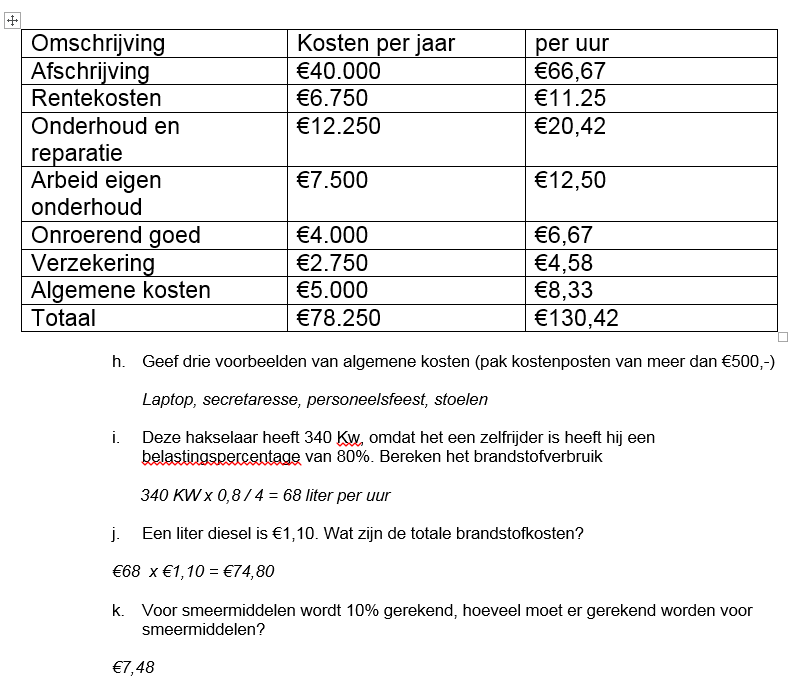 Omschrijving Kosten per jaar per uur
Afschrijving €40.000 €66,67
Rentekosten €6.750 €11.25
Onderhoud en €12.250 €20,42
reparatie
Arbeid eigen €7.500 €12,50
onderhoud
Onroerend goed €4.000 €6,67
Verzekering €2.750 €4,58
Algemene kosten €5.000 €8,33
Totaal €78.250 €130,42
h. Geef drie voorbeelden van algemene kosten (pak kostenposten van meer dan €500,-)
Laptop, secretaresse, personeelsfeest, stoelen
i. Deze hakselaar heeft 340 Kw, omdat het een zelfrijder is heeft hij een
belastingspercentage van 80%. Bereken het brandstofverbruik
340 KW x 0,8 / 4 = 68 liter per uur
j. Een liter diesel is €1,10. Wat zijn de totale brandstofkosten?
€68 x €1,10 = €74,80
k. Voor smeermiddelen wordt 10% gerekend, hoeveel moet er gerekend worden voor
smeermiddelen?
€7,48